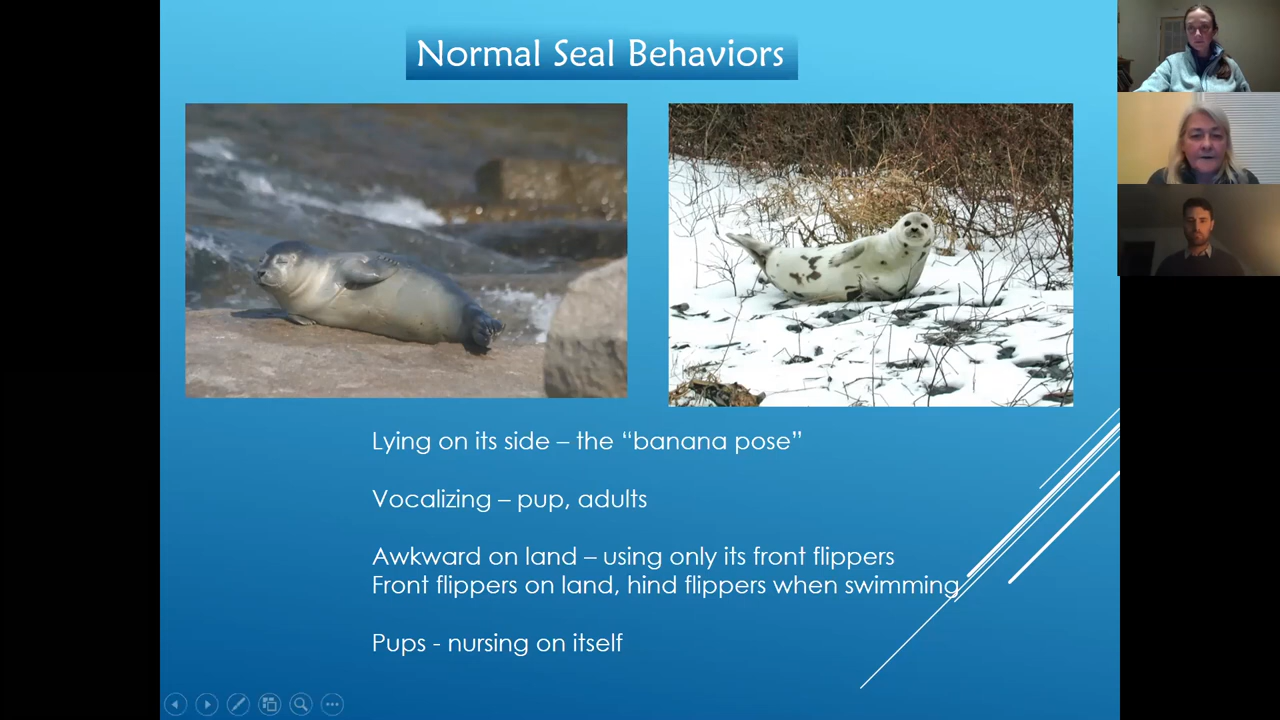 Normal Seal Behaviors
Lying on its side – the “banana pose”
Vocalizing – pup, adults
Awkward on land – using only its front flippers
Front flippers on land, hind flippers when swimming
Pups - nursing on itself